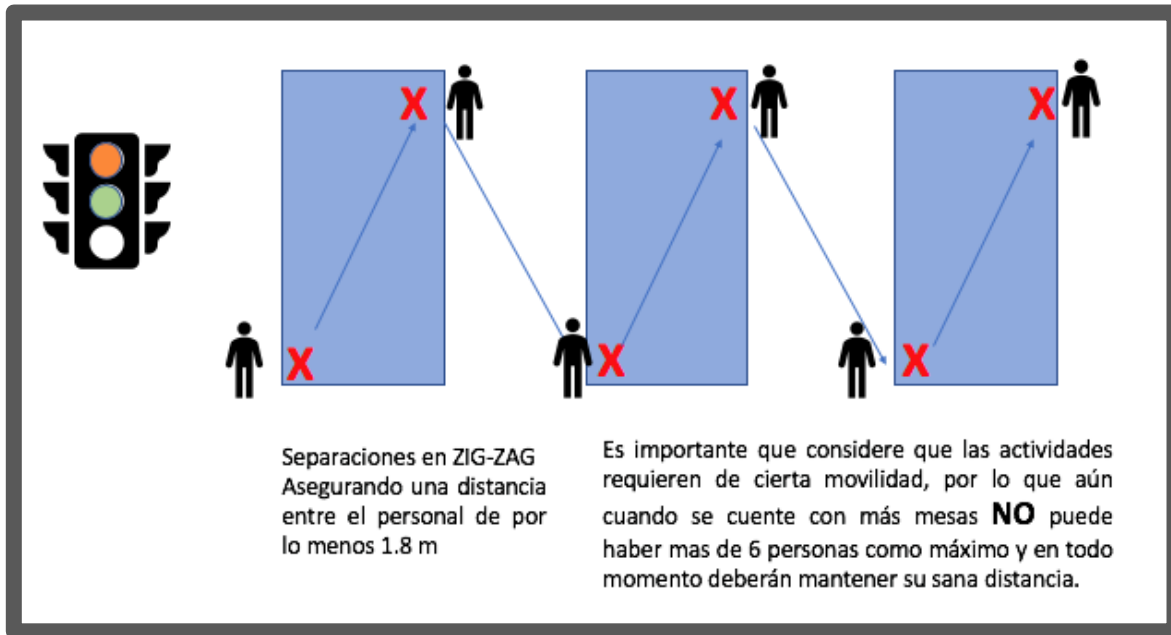 X X X
X X X
Separaciones en ZIG-ZAG
Asegurando una distancia
entre el personal de por
lo menos 1.8 m
Es importante que considere que las actividades
requieren de cierta movilidad, por lo que aún
cuando se cuente con más mesas NO puede
haber mas de 6 personas como máximo y en todo
momento deberán mantener su sana distancia.